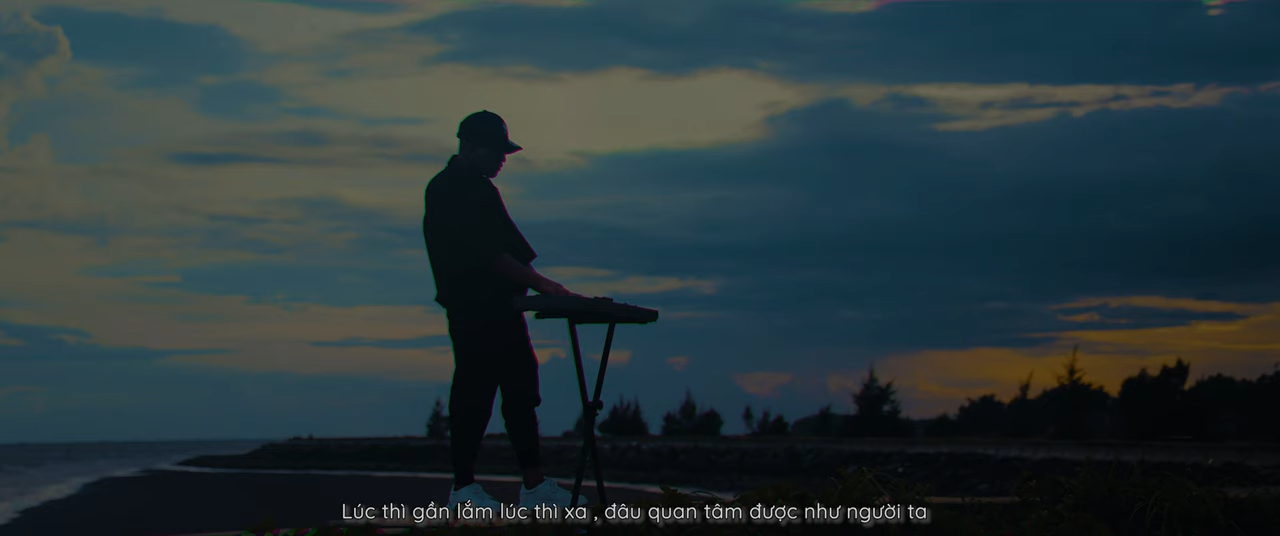 Lúc thì gần lắm lúc thì xa , đâu quan tâm được như người ta